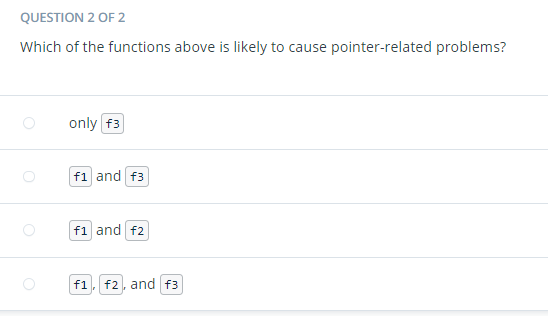 QUESTION 2 OF 2
Which of the functions above is likely to cause pointer-related problems?
only f3
f1 and f3
f1 and f2
f1, f2, and f3